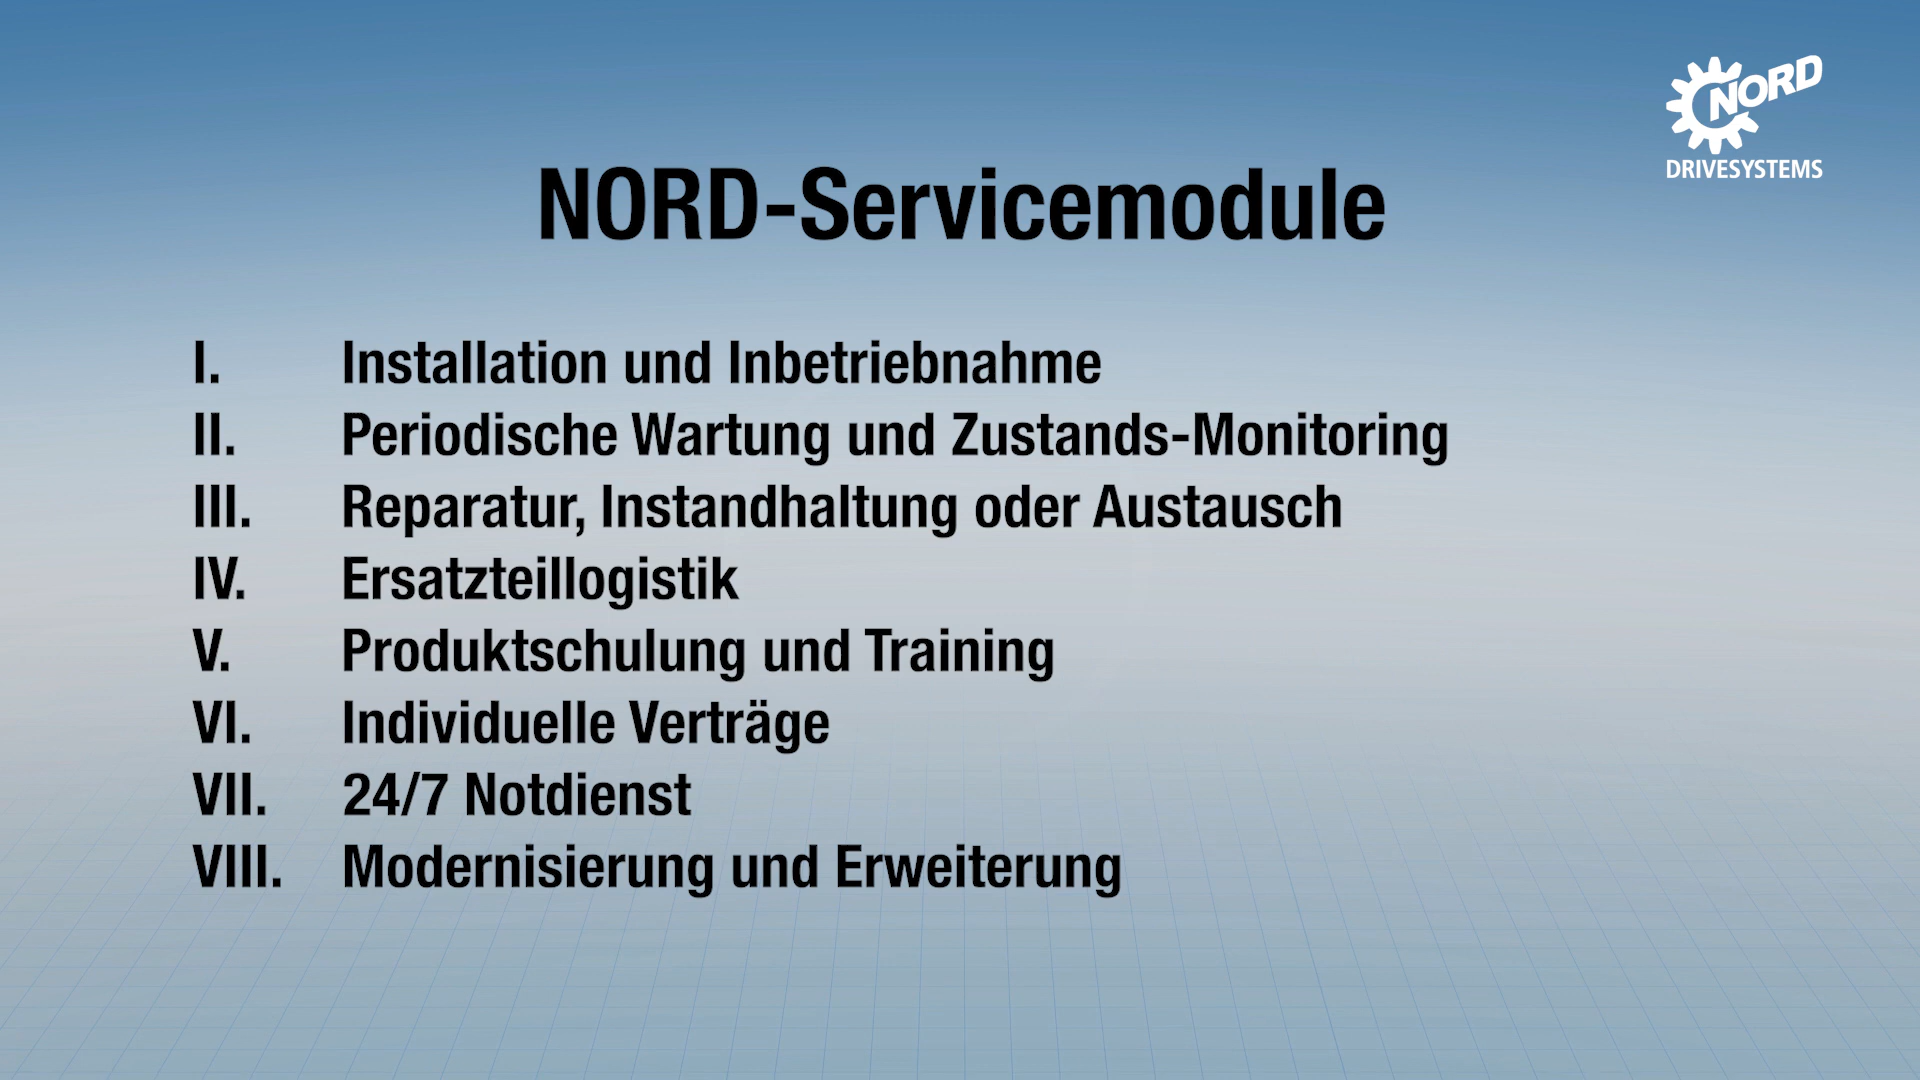 NORD
DRIVESYSTEMS
NORD-Servicemodule
I. Installation und Inbetriebnahme
II. Periodische Wartung und Zustands-Monitoring
III. Reparatur, Instandhaltung oder Austausch
IV. Ersatzteillogistik
V. Produktschulung und Training
VI. Individuelle Verträge
VII. 24/7 Notdienst
VIII. Modernisierung und Erweiterung